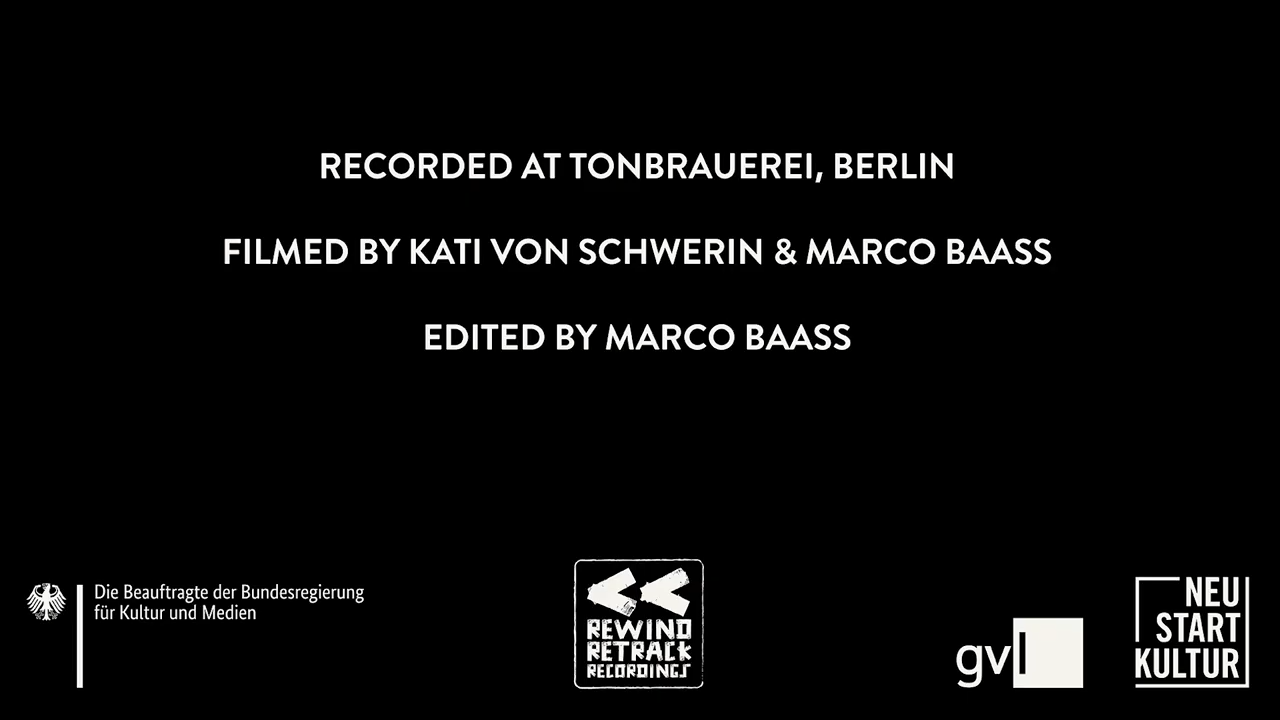 RECORDED AT TONBRAUEREI, BERLIN
FILMED BY KATI VON SCHWERIN & MARCO BAASS
EDITED BY MARCO BAASS
Die Beauftragte der Bundesregierung
für Kultur und Medien
REWIND
RETRACK
RECORDINGS
gvl
NEU
START
KULTUR